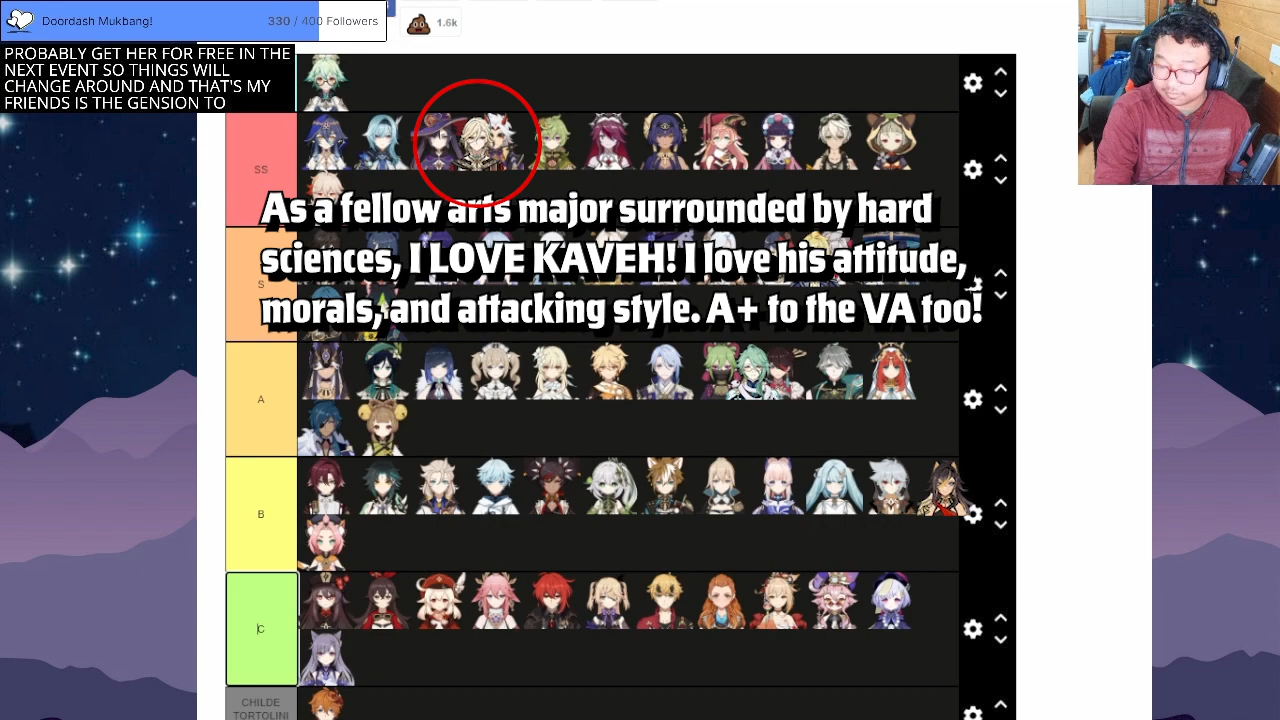 Doordash Mukbang!
330 / 400 Followers
1.6k
PROBABLY GET HER FOR FREE IN THE
NEXT EVENT SO THINGS WILL
CHANGE AROUND AND THAT'S MY
FRIENDS IS THE GENSION TO
SS
As a fellow arts major surrounded by hard
sciences, I LOVE KAVEH! I love his attitude,
morals, and attacking style. A+ to the VA too!
S
A
B
C
CHILDE
TORTOLINI